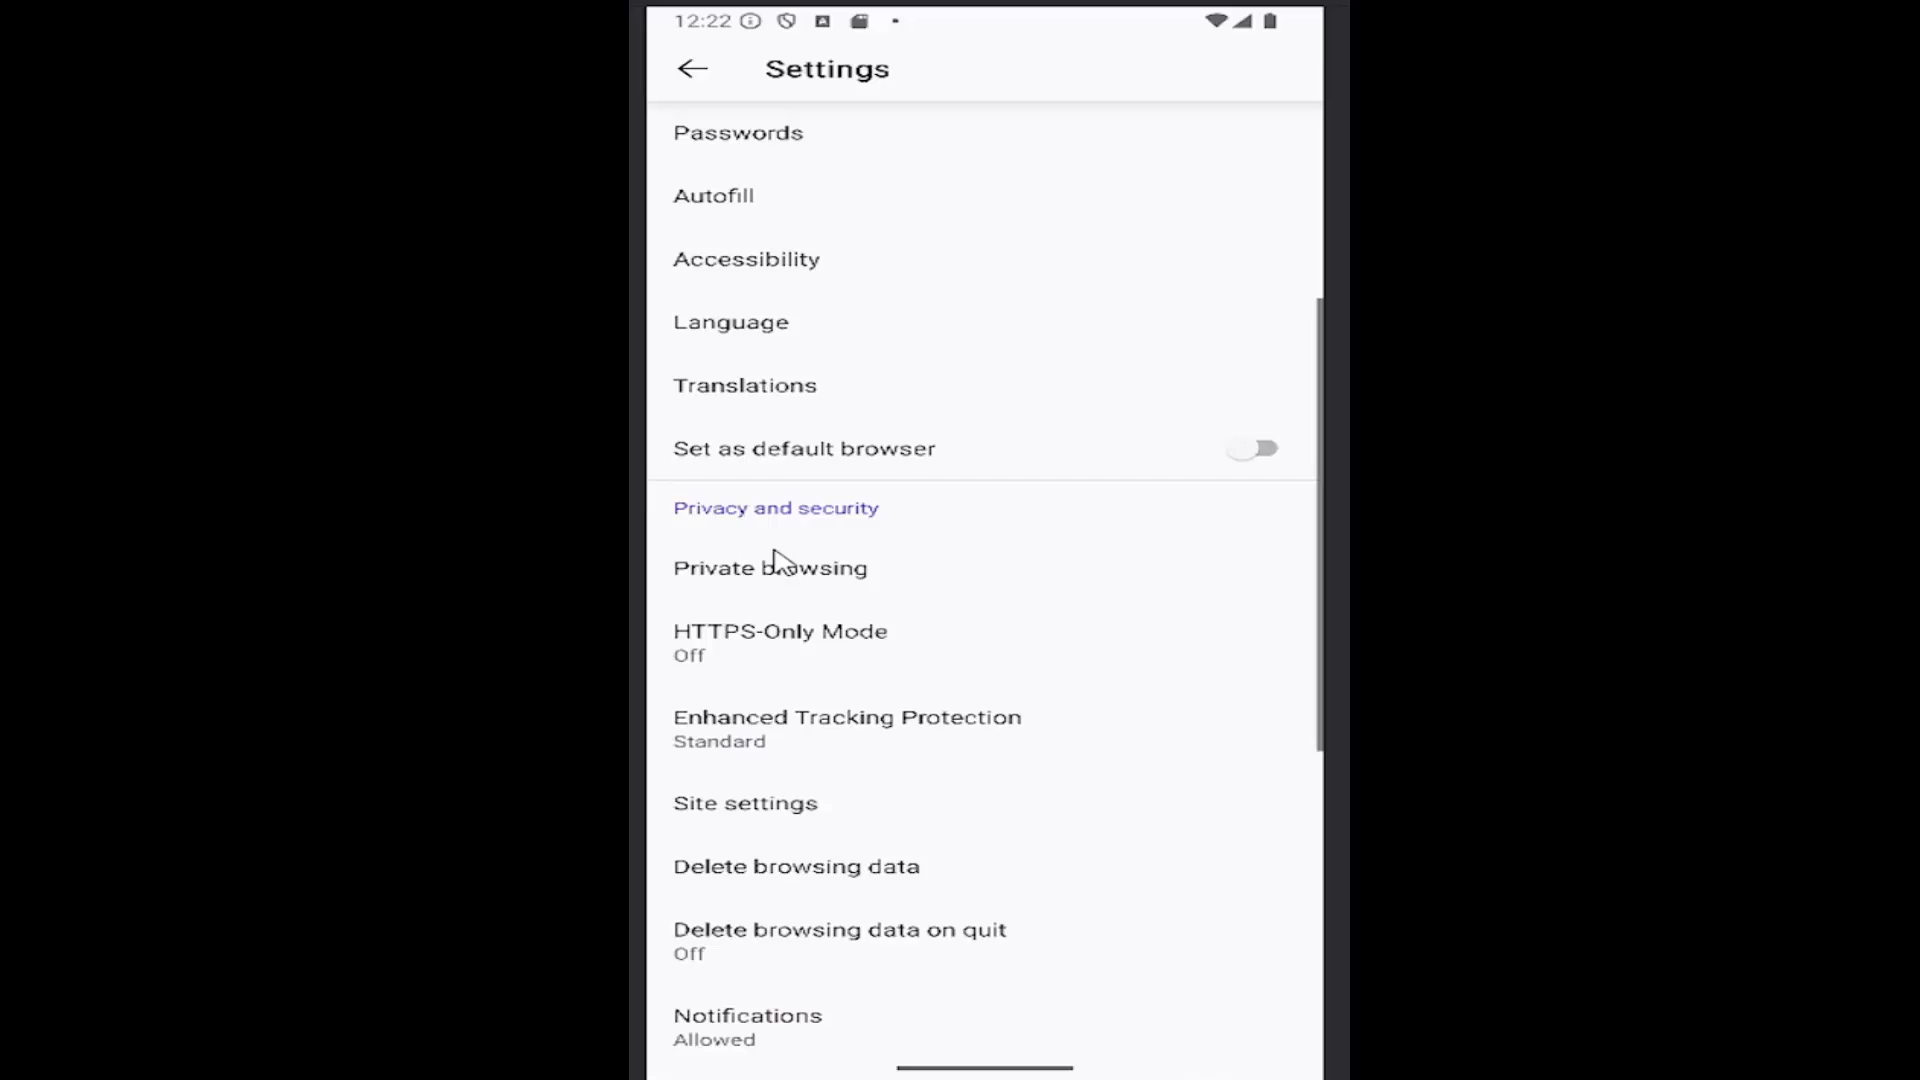 12:22
Settings
Passwords
Autofill
Accessibility
Language
Translations
Set as default browser
Privacy and security
Private browsing
HTTPS-Only Mode
Off
Enhanced Tracking Protection
Standard
Site settings
Delete browsing data
Delete browsing data on quit
Off
Notifications
Allowed